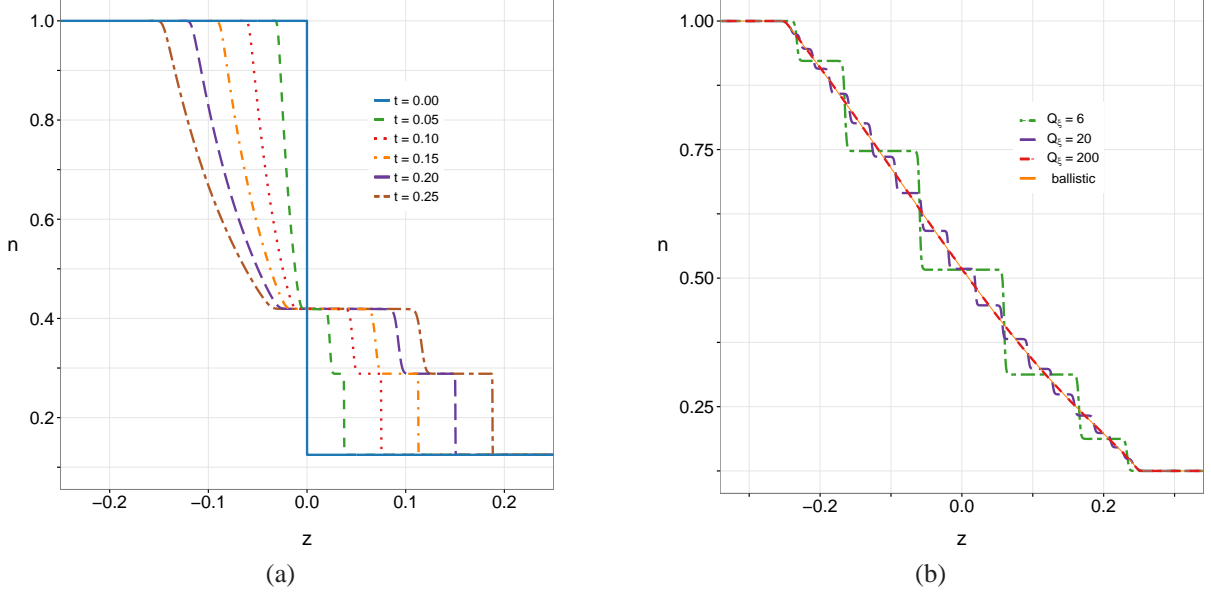 1.0
0.8
0.6
0.4
0.2
n
−0.2
−0.1
0.0
0.1
0.2
z
t = 0.00
t = 0.05
t = 0.10
t = 0.15
t = 0.20
t = 0.25
(a)
1.00
0.75
0.50
0.25
n
−0.2
0.0
0.2
z
Qξ = 6
Qξ = 20
Qξ = 200
ballistic
(b)